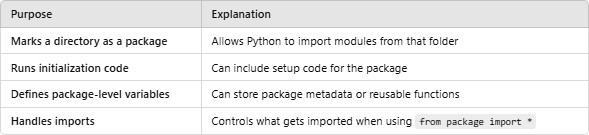 Purpose Explanation
Marks a directory as a package Allows Python to import modules from that folder
Runs initialization code Can include setup code for the package
Defines package-level variables Can store package metadata or reusable functions
Handles imports Controls what gets imported when using from package import *